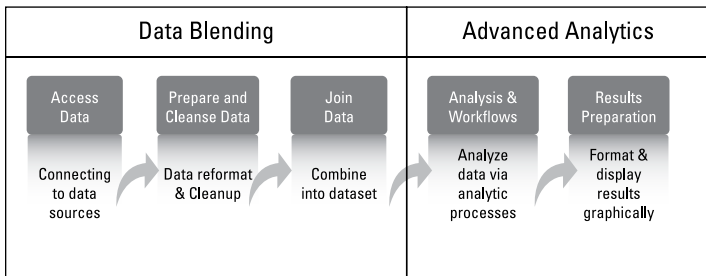 Data Blending
Advanced Analytics
Access
Data
Connecting
to data
sources
Prepare and
Cleanse Data
Data reformat
& Cleanup
Join
Data
Combine
into dataset
Analysis &
Workflows
Analyze
data via
analytic
processes
Results
Preparation
Format &
display
results
graphically